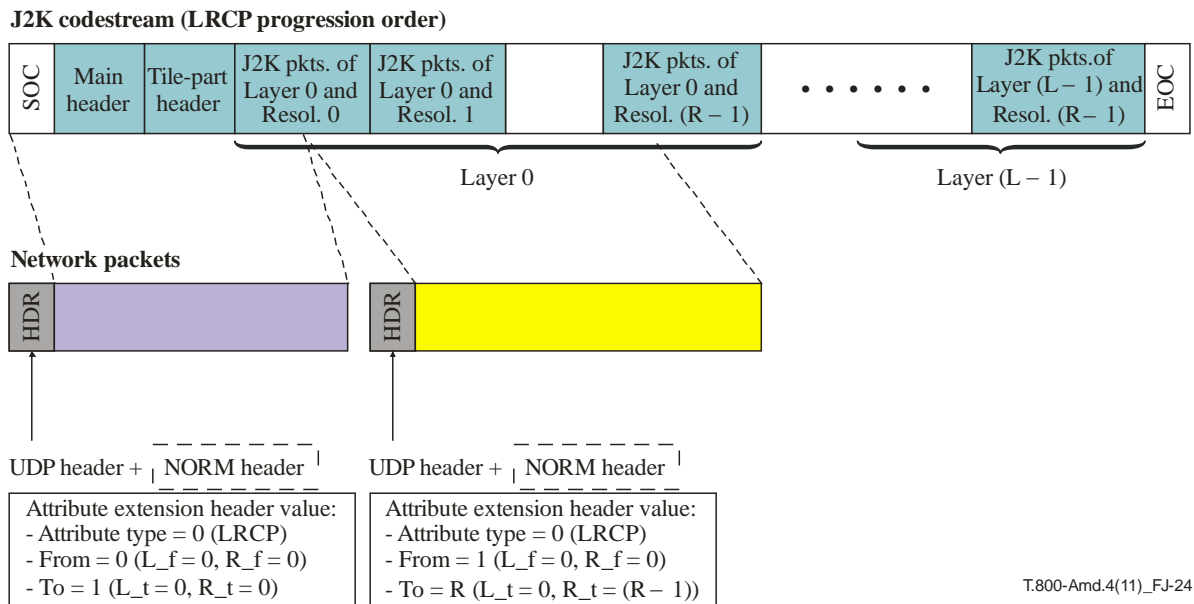 J2K codestream (LRCP progression order)
SOC
Main
header
Tile-part
header
J2K pkts. of
Layer 0 and
Resol. 0
J2K pkts. of
Layer 0 and
Resol. 1
J2K pkts. of
Layer 0 and
Resol. (R – 1)
• • • • • •
J2K pkts.of
Layer (L – 1) and
Resol. (R – 1)
EOC
Layer 0
Layer (L – 1)
Network packets
HDR
HDR
UDP header + NORM header
UDP header + NORM header
Attribute extension header value:
- Attribute type = 0 (LRCP)
- From = 0 (L_f = 0, R_f = 0)
- To = 1 (L_t = 0, R_t = 0)
Attribute extension header value:
- Attribute type = 0 (LRCP)
- From = 1 (L_f = 0, R_f = 0)
- To = R (L_t = 0, R_t = (R – 1))
T.800-Amd.4(11)_FJ-24